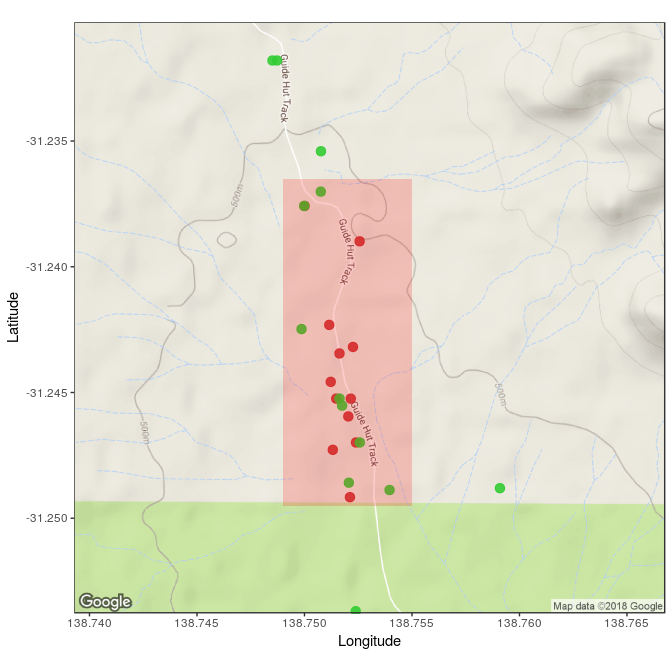 Guide Hut Track
-31.235
600m
Guide Hut Track
-31.240
Latitude
-31.245
500m
Guide Hut Track
500m
-31.250
Google
Map data ©2018 Google
138.740 138.745 138.750 138.755 138.760 138.765
Longitude